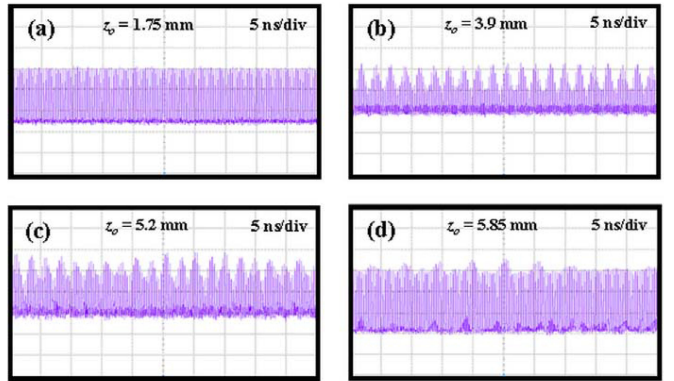 (a) zₒ = 1.75 mm 5 ns/div
(b) zₒ = 3.9 mm 5 ns/div
(c) zₒ = 5.2 mm 5 ns/div
(d) zₒ = 5.85 mm 5 ns/div